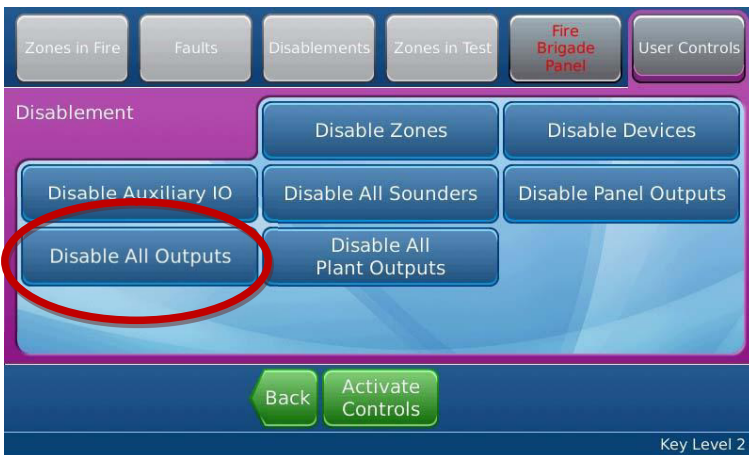 Zones in Fire
Faults
Disablements
Zones in Test
Fire
Brigade
Panel
User Controls
Disablement
Disable Zones
Disable Devices
Disable Auxiliary IO
Disable All Sounders
Disable Panel Outputs
Disable All Outputs
Disable All
Plant Outputs
Back
Activate
Controls
Key Level 2